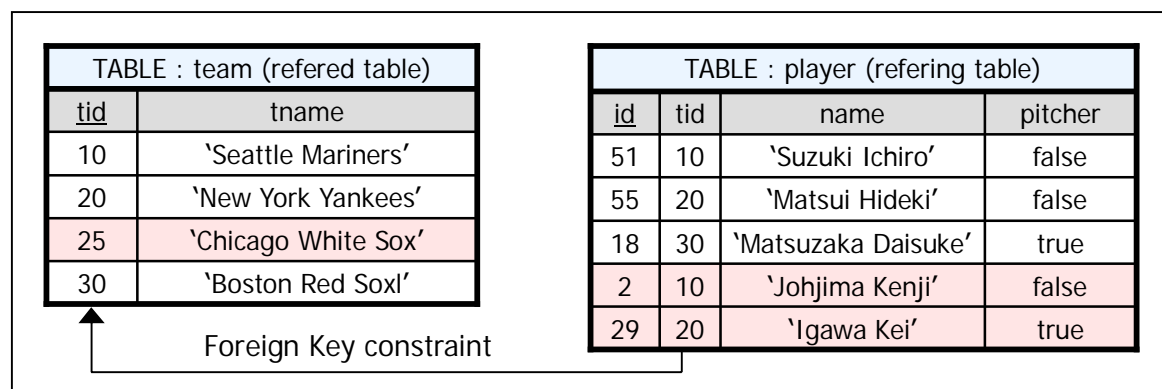 TABLE : team (refered table)
tid tname
10 ‘Seattle Mariners’
20 ‘New York Yankees’
25 ‘Chicago White Sox’
30 ‘Boston Red Soxl’
Foreign Key constraint
TABLE : player (refering table)
id tid name pitcher
51 10 ‘Suzuki Ichiro’ false
55 20 ‘Matsui Hideki’ false
18 30 ‘Matsuzaka Daisuke’ true
2 10 ‘Johjima Kenji’ false
29 20 ‘Igawa Kei’ true